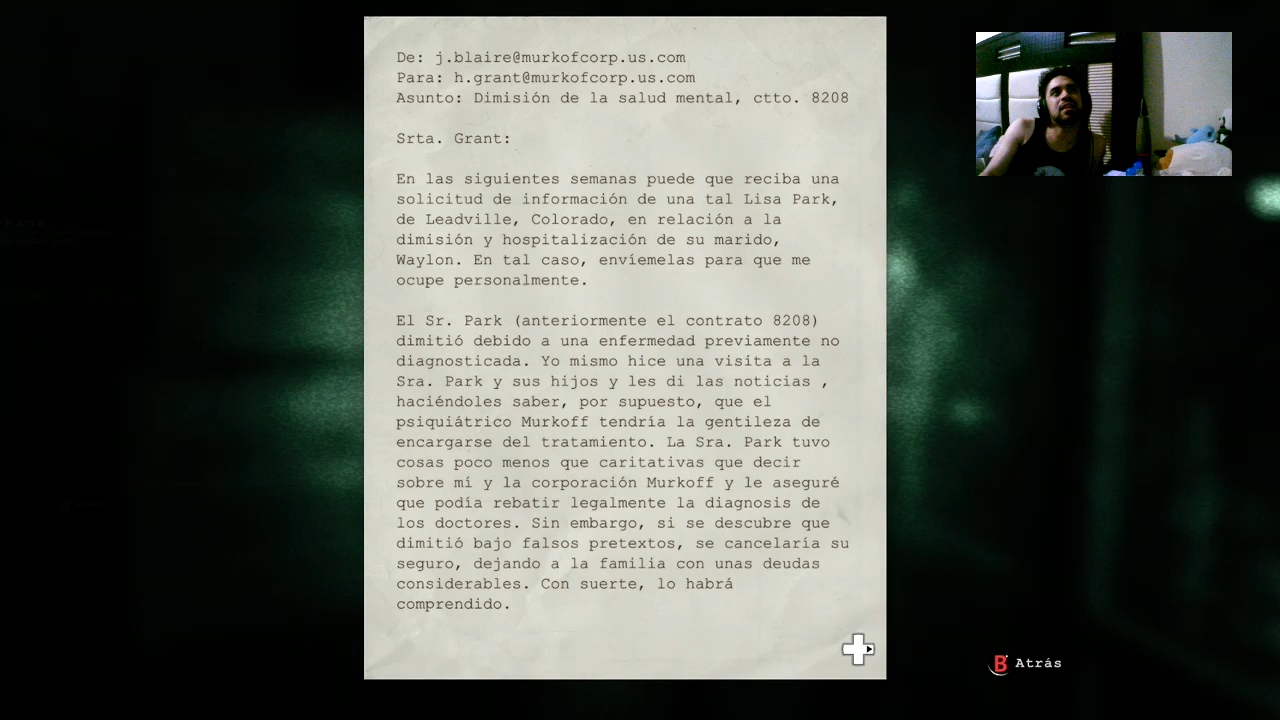 De: j.blaire@murkofcorp.us.com
Para: h.grant@murkofcorp.us.com
Asunto: Dimisión de la salud mental, ctto. 8208
Srta. Grant:
En las siguientes semanas puede que reciba una
solicitud de información de una tal Lisa Park,
de Leadville, Colorado, en relación a la
dimisión y hospitalización de su marido,
Waylon. En tal caso, envíemelas para que me
ocupe personalmente.
El Sr. Park (anteriormente el contrato 8208)
dimitió debido a una enfermedad previamente no
diagnosticada. Yo mismo hice una visita a la
Sra. Park y sus hijos y les di las noticias ,
haciéndoles saber, por supuesto, que el
psiquiátrico Murkoff tendría la gentileza de
encargarse del tratamiento. La Sra. Park tuvo
cosas poco menos que caritativas que decir
sobre mí y la corporación Murkoff y le aseguré
que podía rebatir legalmente la diagnosis de
los doctores. Sin embargo, si se descubre que
dimitió bajo falsos pretextos, se cancelaría su
seguro, dejando a la familia con unas deudas
considerables. Con suerte, lo habrá
comprendido.
B Atrás